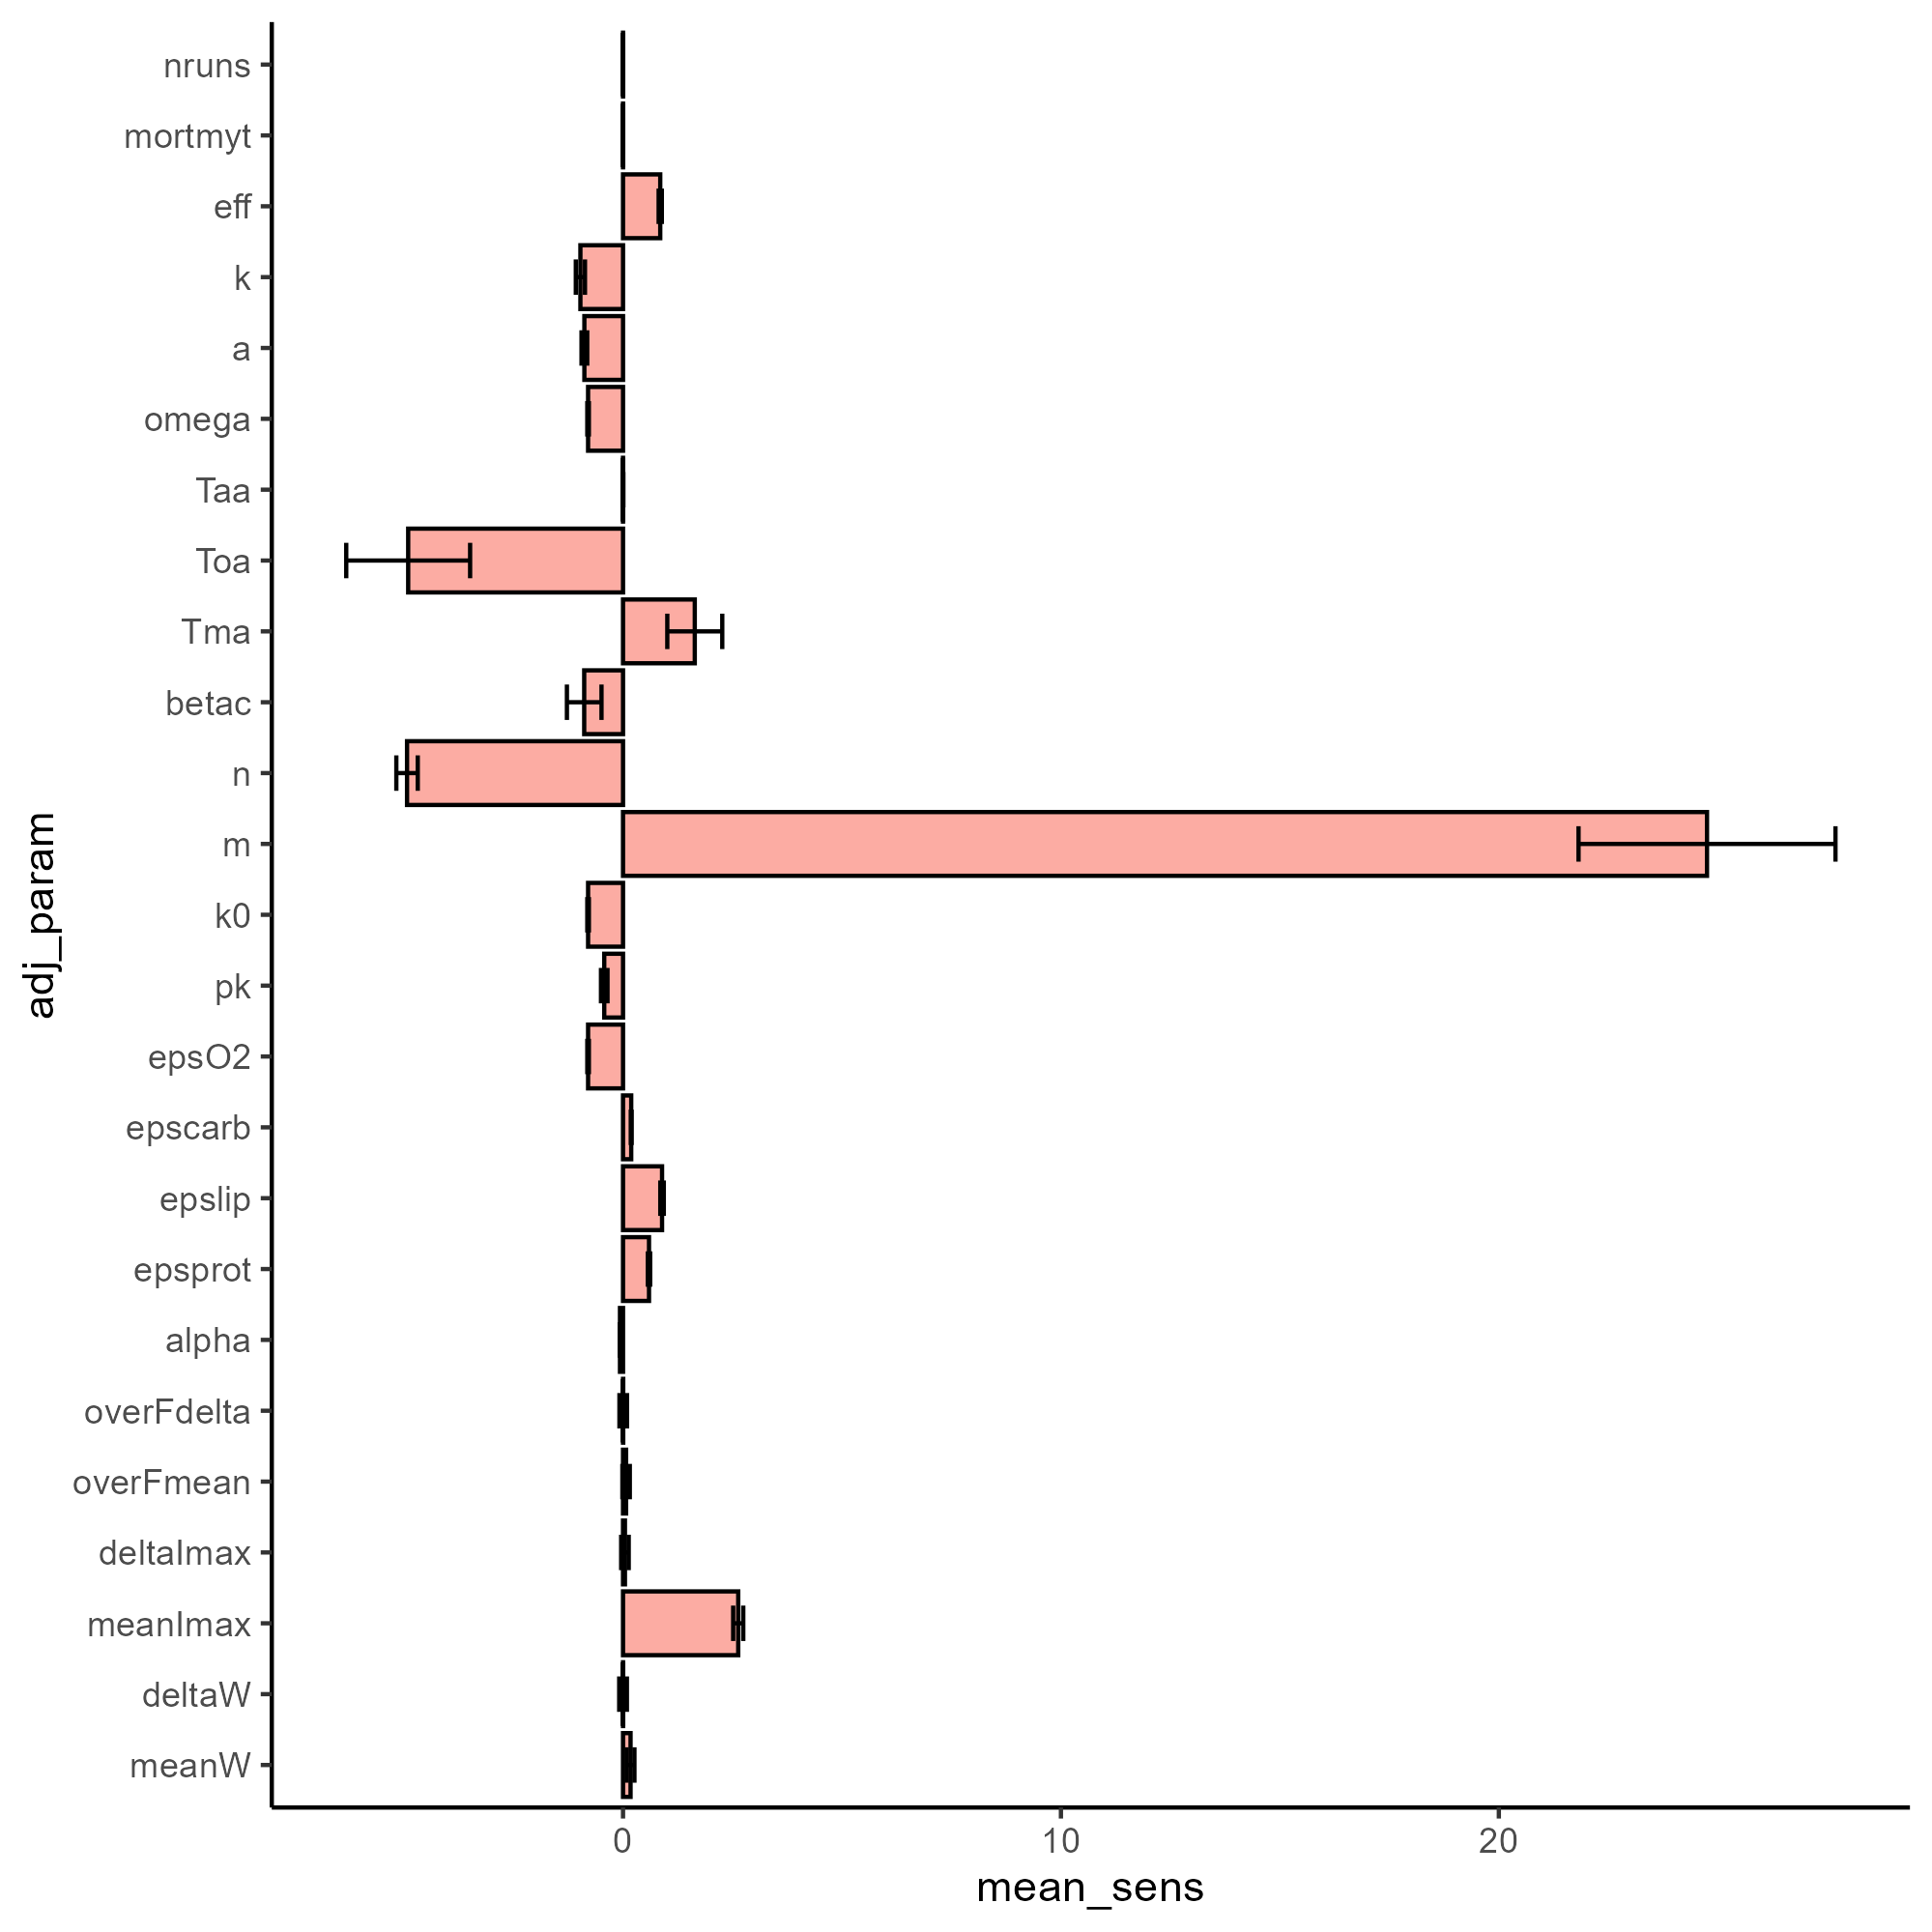 nruns
mortmyt
eff
k
a
omega
Taa
Toa
Tma
betac
n
m
k0
pk
epsO2
epscarb
epslip
epsprot
alpha
overFdelta
overFmean
deltaImax
meanImax
deltaW
meanW
adj_param
0 10 20
mean_sens